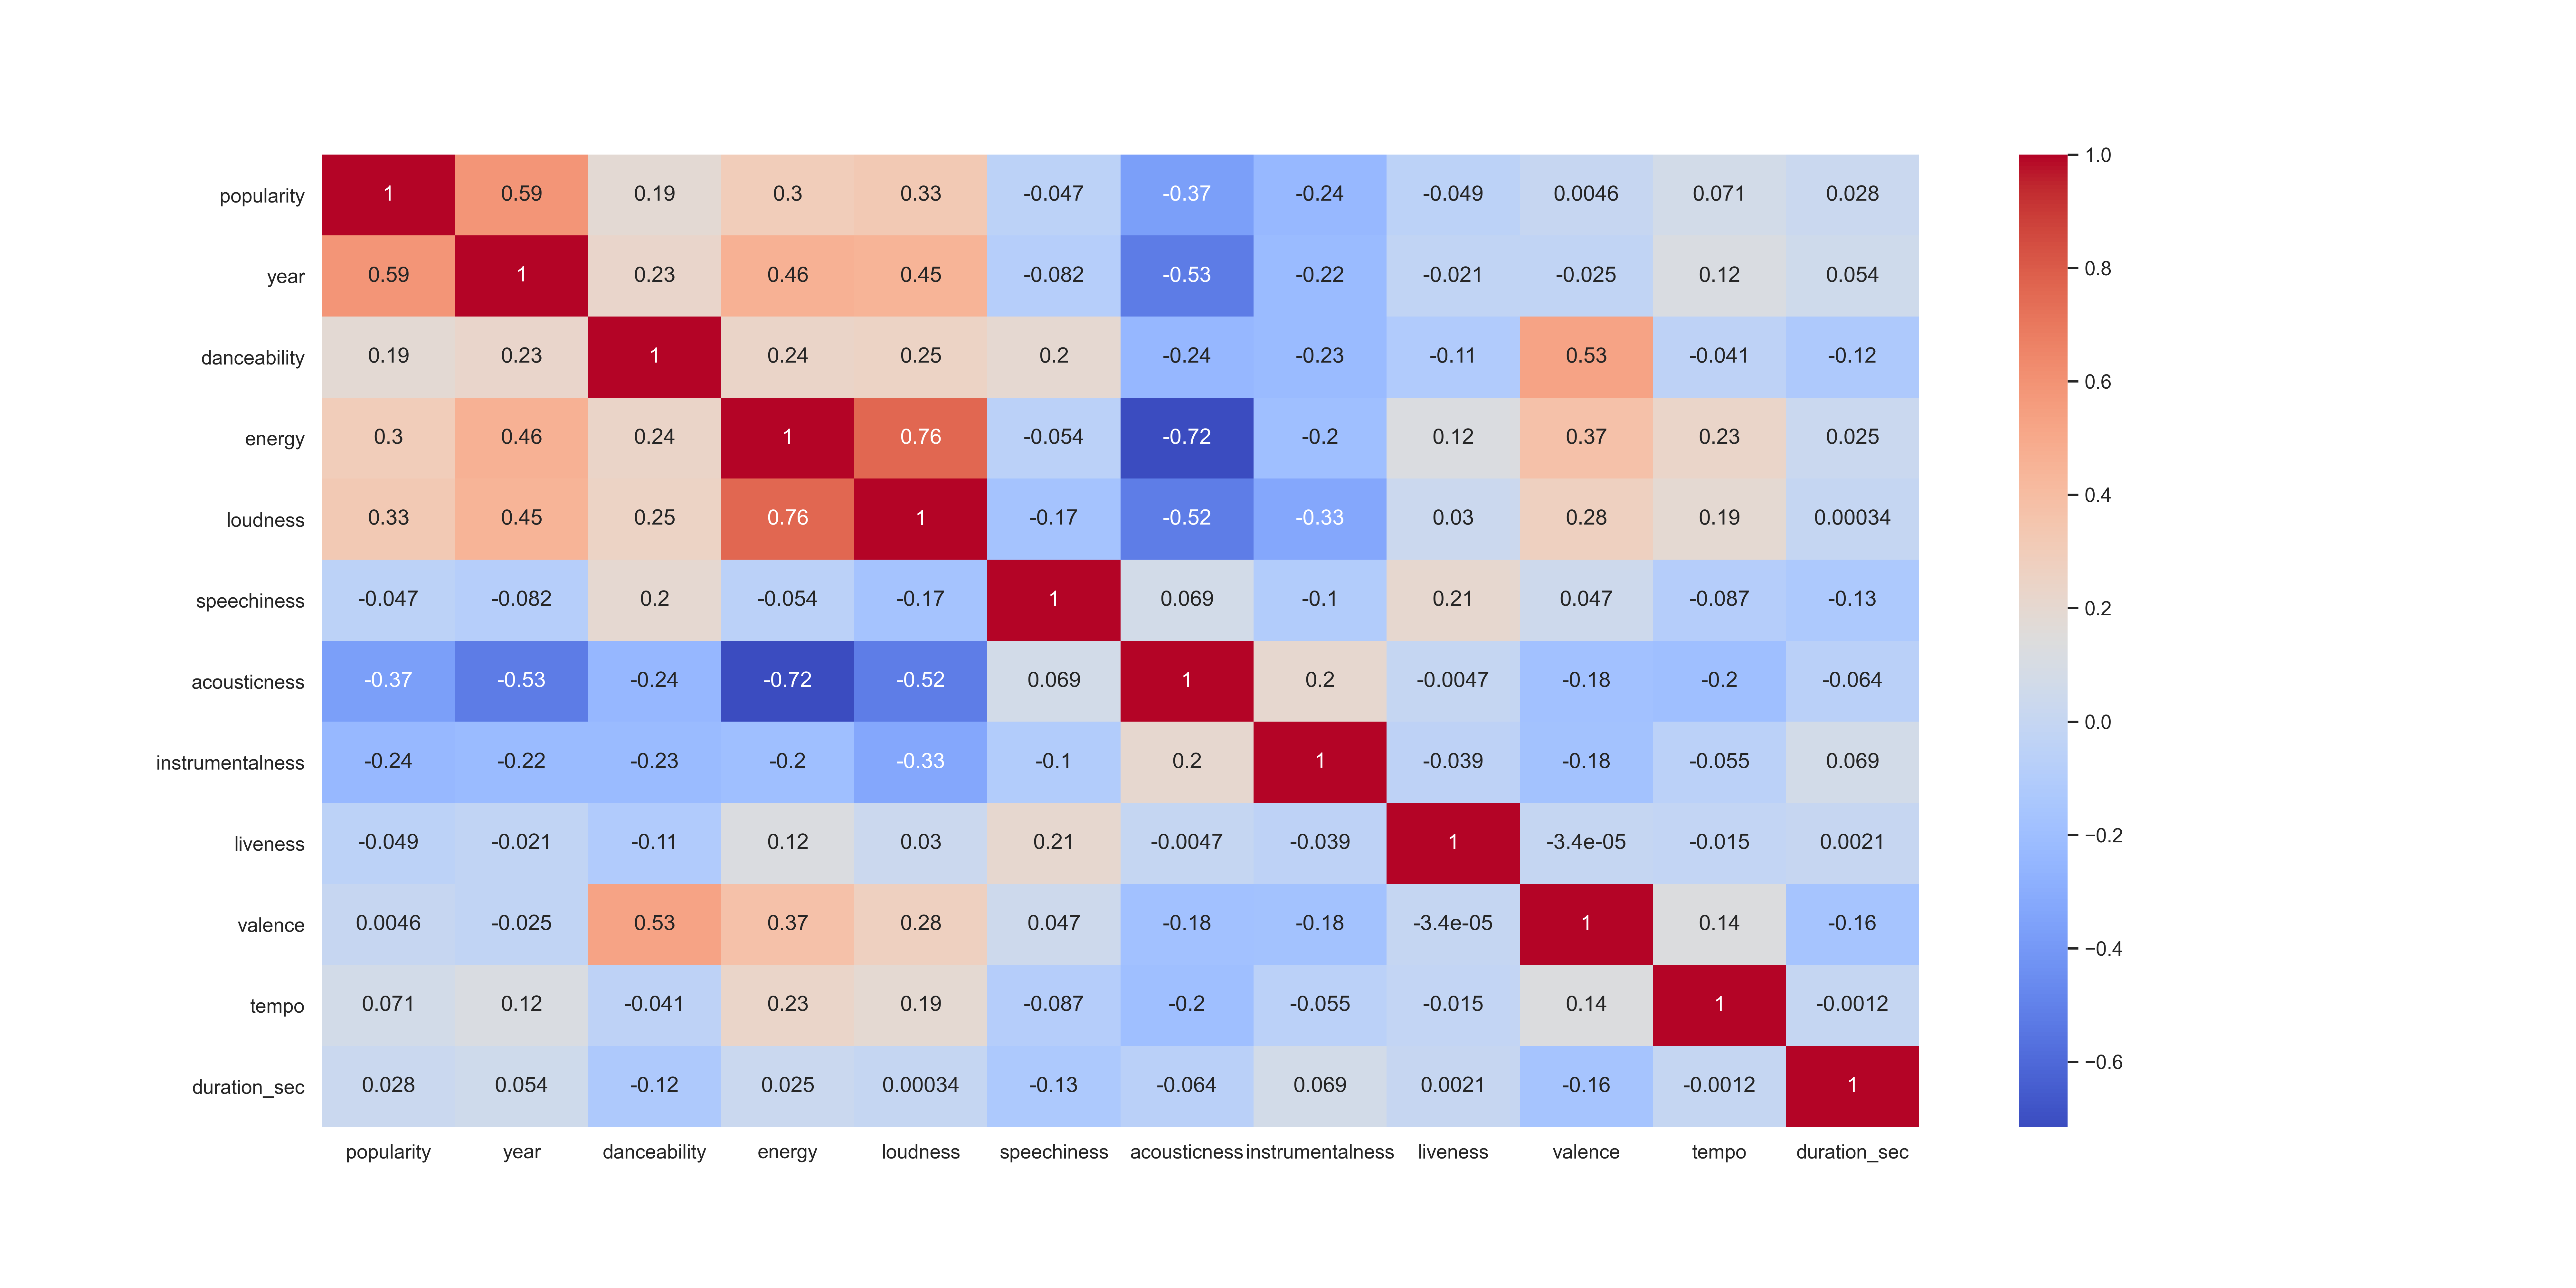 popularity 1 0.59 0.19 0.3 0.33 -0.047 -0.37 -0.24 -0.049 0.0046 0.071 0.028
year 0.59 1 0.23 0.46 0.45 -0.082 -0.53 -0.22 -0.021 -0.025 0.12 0.054
danceability 0.19 0.23 1 0.24 0.25 0.2 -0.24 -0.23 -0.11 0.53 -0.041 -0.12
energy 0.3 0.46 0.24 1 0.76 -0.054 -0.72 -0.2 0.12 0.37 0.23 0.025
loudness 0.33 0.45 0.25 0.76 1 -0.17 -0.52 -0.33 0.03 0.28 0.19 0.00034
speechiness -0.047 -0.082 0.2 -0.054 -0.17 1 0.069 -0.1 0.21 0.047 -0.087 -0.13
acousticness -0.37 -0.53 -0.24 -0.72 -0.52 0.069 1 0.2 -0.0047 -0.18 -0.2 -0.064
instrumentalness -0.24 -0.22 -0.23 -0.2 -0.33 -0.1 0.2 1 -0.039 -0.18 -0.055 0.069
liveness -0.049 -0.021 -0.11 0.12 0.03 0.21 -0.0047 -0.039 1 -3.4e-05 -0.015 0.0021
valence 0.0046 -0.025 0.53 0.37 0.28 0.047 -0.18 -0.18 -3.4e-05 1 0.14 -0.16
tempo 0.071 0.12 -0.041 0.23 0.19 -0.087 -0.2 -0.055 -0.015 0.14 1 -0.0012
duration_sec 0.028 0.054 -0.12 0.025 0.00034 -0.13 -0.064 0.069 0.0021 -0.16 -0.0012 1
popularity year danceability energy loudness speechiness acousticness instrumentalness liveness valence tempo duration_sec
1.0
0.8
0.6
0.4
0.2
0.0
−0.2
−0.4
−0.6